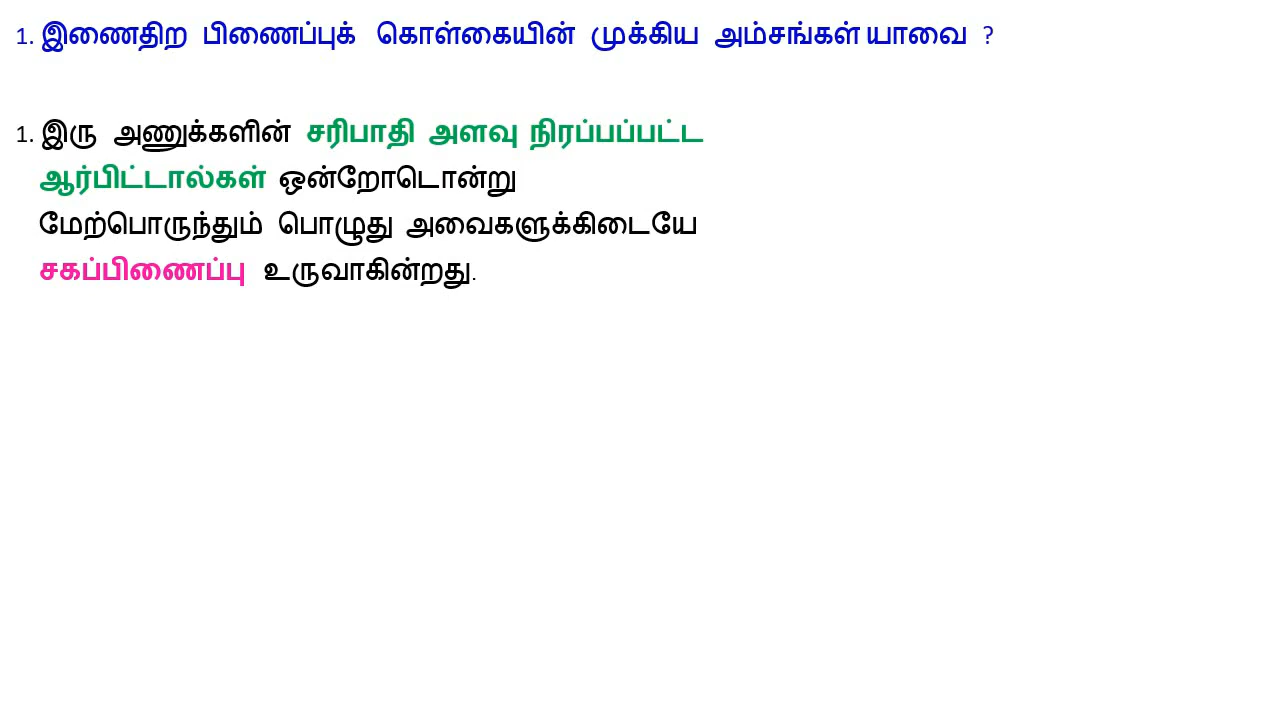 1. இணைதிற பிணைப்புக் கொள்கையின் முக்கிய அம்சங்கள் யாவை ?
1. இரு அணுக்களின் சரிபாதி அளவு நிரப்பப்பட்ட
ஆர்பிட்டால்கள் ஒன்றோடொன்று
மேற்பொருந்தும் பொழுது அவைகளுக்கிடையே
சகப்பிணைப்பு உருவாகின்றது.